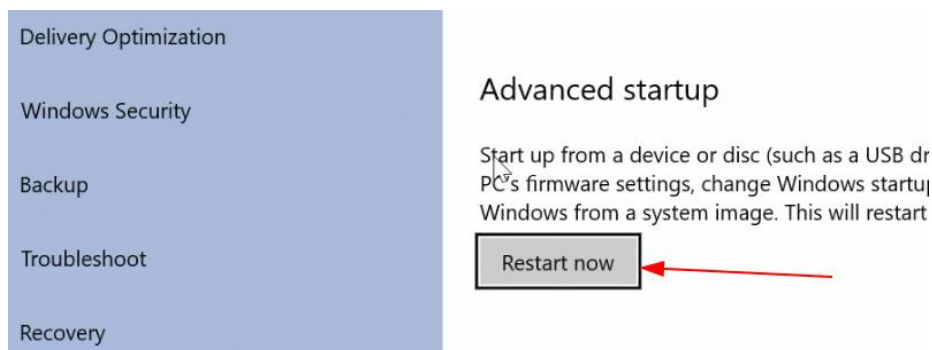 Delivery Optimization
Windows Security
Backup
Troubleshoot
Recovery
Advanced startup
Start up from a device or disc (such as a USB dr
PC's firmware settings, change Windows startup
Windows from a system image. This will restart
Restart now